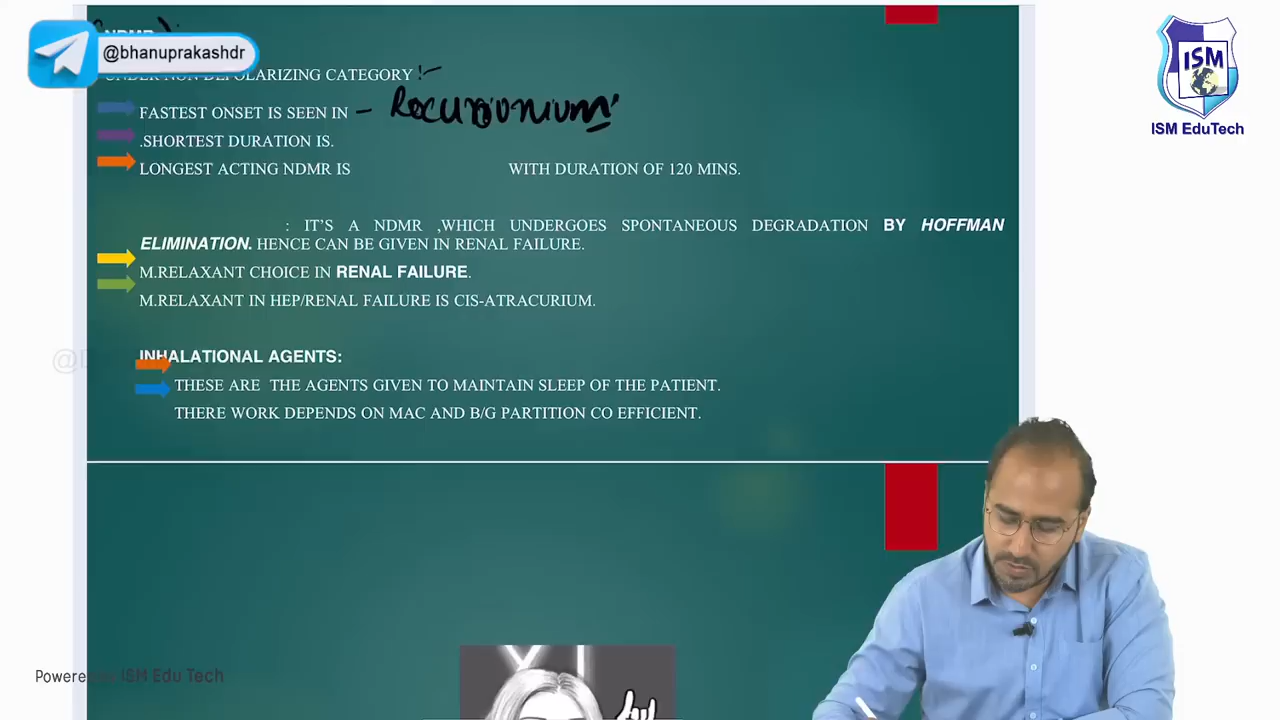 @bhanuprakashdr
UNDER NON DEPOLARIZING CATEGORY :-
FASTEST ONSET IS SEEN IN - Rocuronium
.SHORTEST DURATION IS.
LONGEST ACTING NDMR IS WITH DURATION OF 120 MINS.
: IT'S A NDMR ,WHICH UNDERGOES SPONTANEOUS DEGRADATION BY HOFFMAN
ELIMINATION. HENCE CAN BE GIVEN IN RENAL FAILURE.
M.RELAXANT CHOICE IN RENAL FAILURE.
M.RELAXANT IN HEP/RENAL FAILURE IS CIS-ATRACURIUM.
INHALATIONAL AGENTS:
THESE ARE THE AGENTS GIVEN TO MAINTAIN SLEEP OF THE PATIENT.
THERE WORK DEPENDS ON MAC AND B/G PARTITION CO EFFICIENT.
ISM
ISM EduTech
Powered by ISM Edu Tech